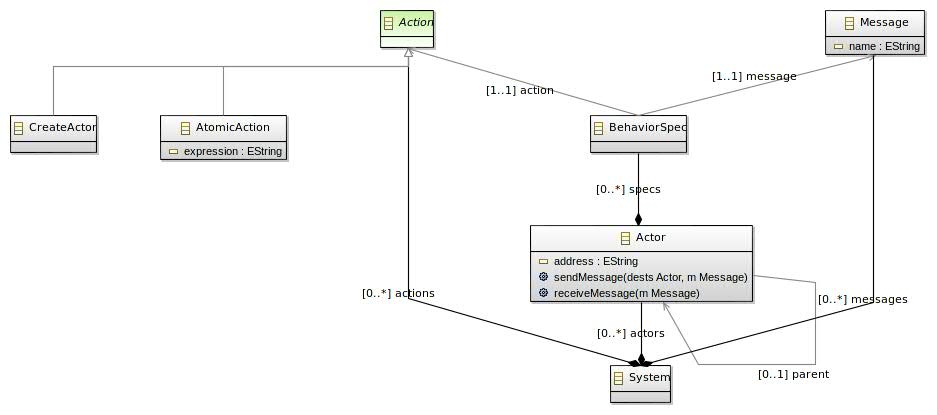 Action
Message
name : EString
[1..1] action
[1..1] message
CreateActor
AtomicAction
expression : EString
BehaviorSpec
[0..*] specs
Actor
address : EString
sendMessage(dests Actor, m Message)
receiveMessage(m Message)
[0..*] actions
[0..*] messages
[0..*] actors
[0..1] parent
System